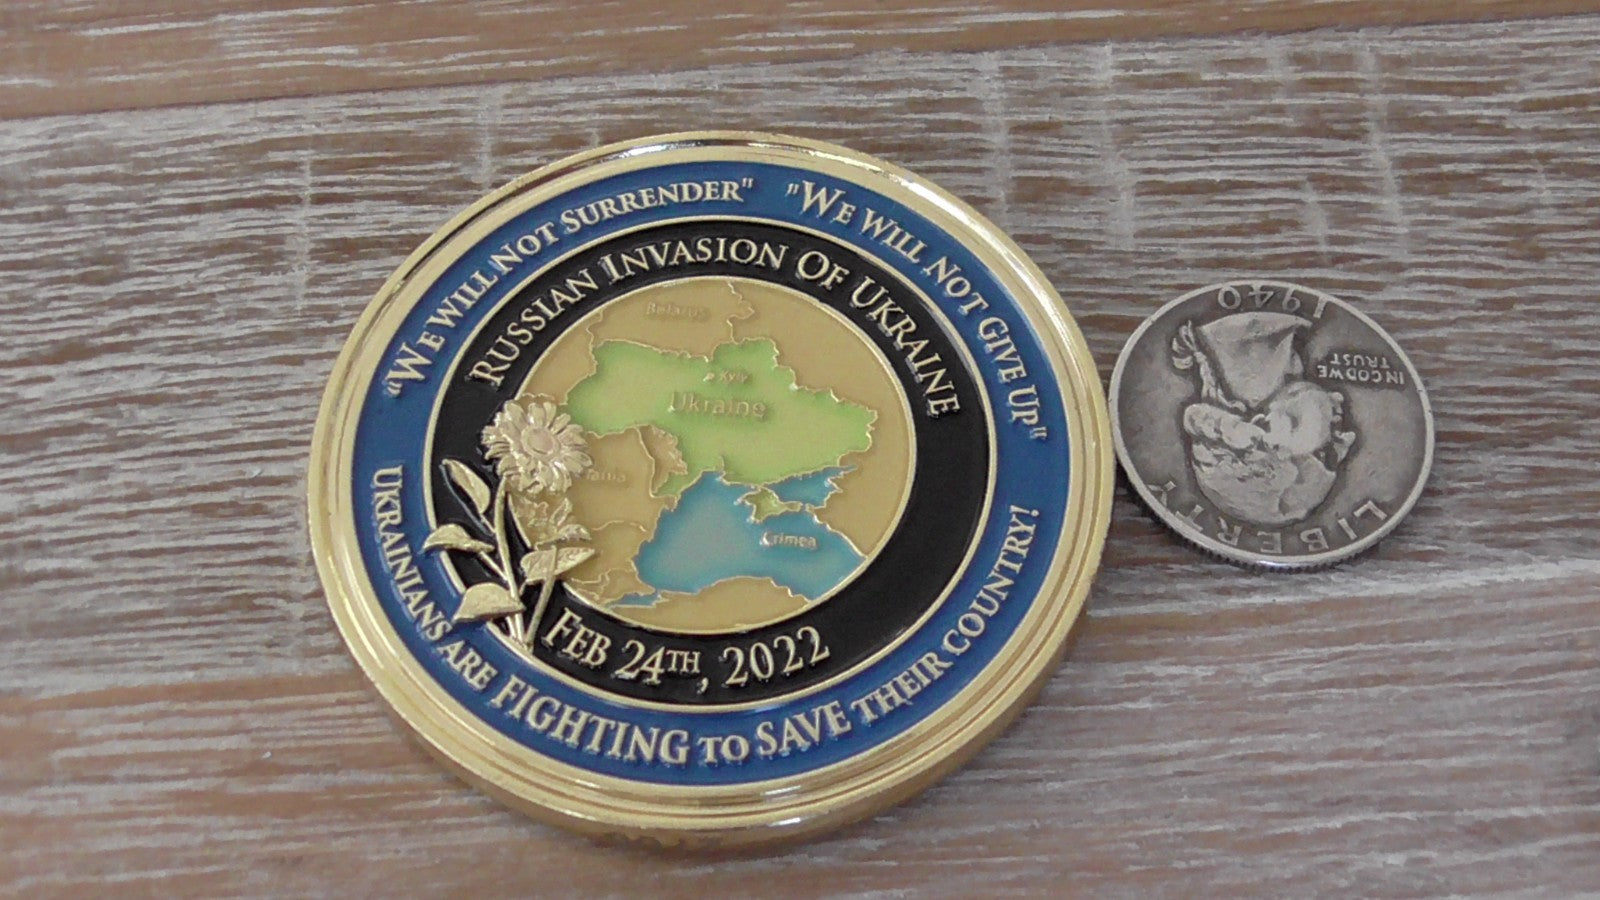 "WE WILL NOT SURRENDER" "WE WILL NOT GIVE UP"
RUSSIAN INVASION OF UKRAINE
Belarus
Kyiv
Ukraine
Crimea
FEB 24TH, 2022
UKRAINIANS ARE FIGHTING TO SAVE THEIR COUNTRY!
LIBERTY
IN GOD WE
TRUST
1940